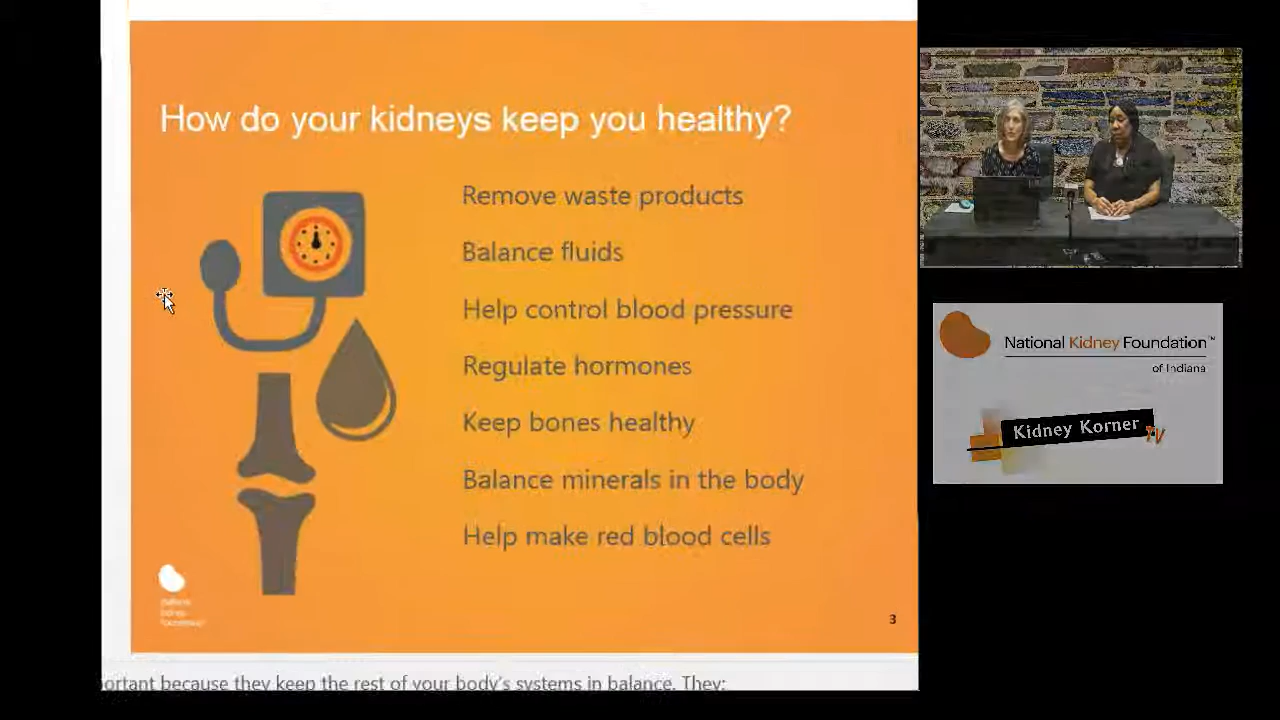 How do your kidneys keep you healthy?
Remove waste products
Balance fluids
Help control blood pressure
Regulate hormones
Keep bones healthy
Balance minerals in the body
Help make red blood cells
3
because they keep the rest of your body's systems in balance. They:
National Kidney Foundation™
of Indiana
Kidney Korner TV